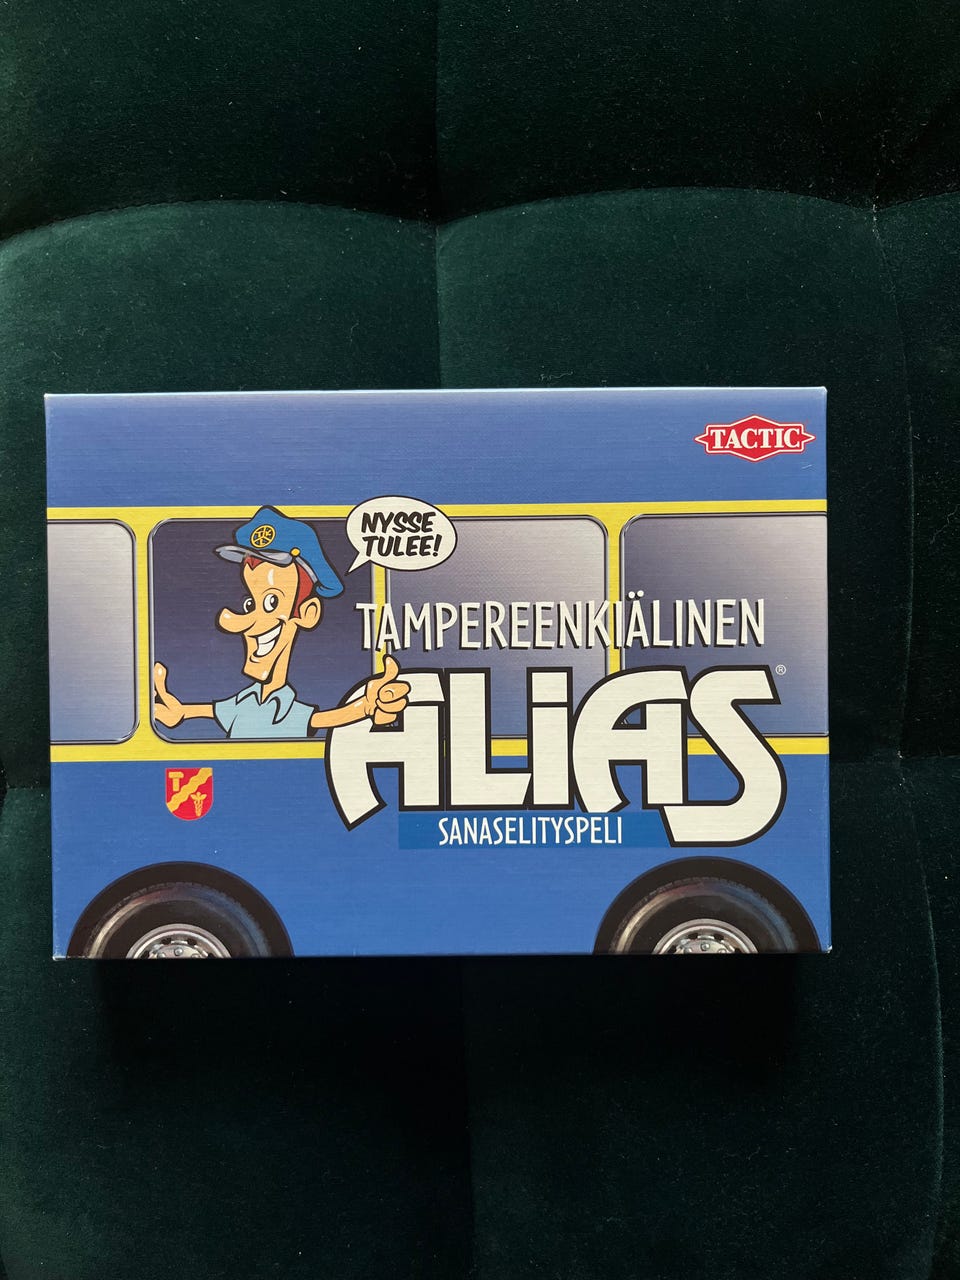 TACTIC
NYSSE
TULEE!
TAMPEREENKIÄLINEN
ALiAS®
SANASELITYSPELI